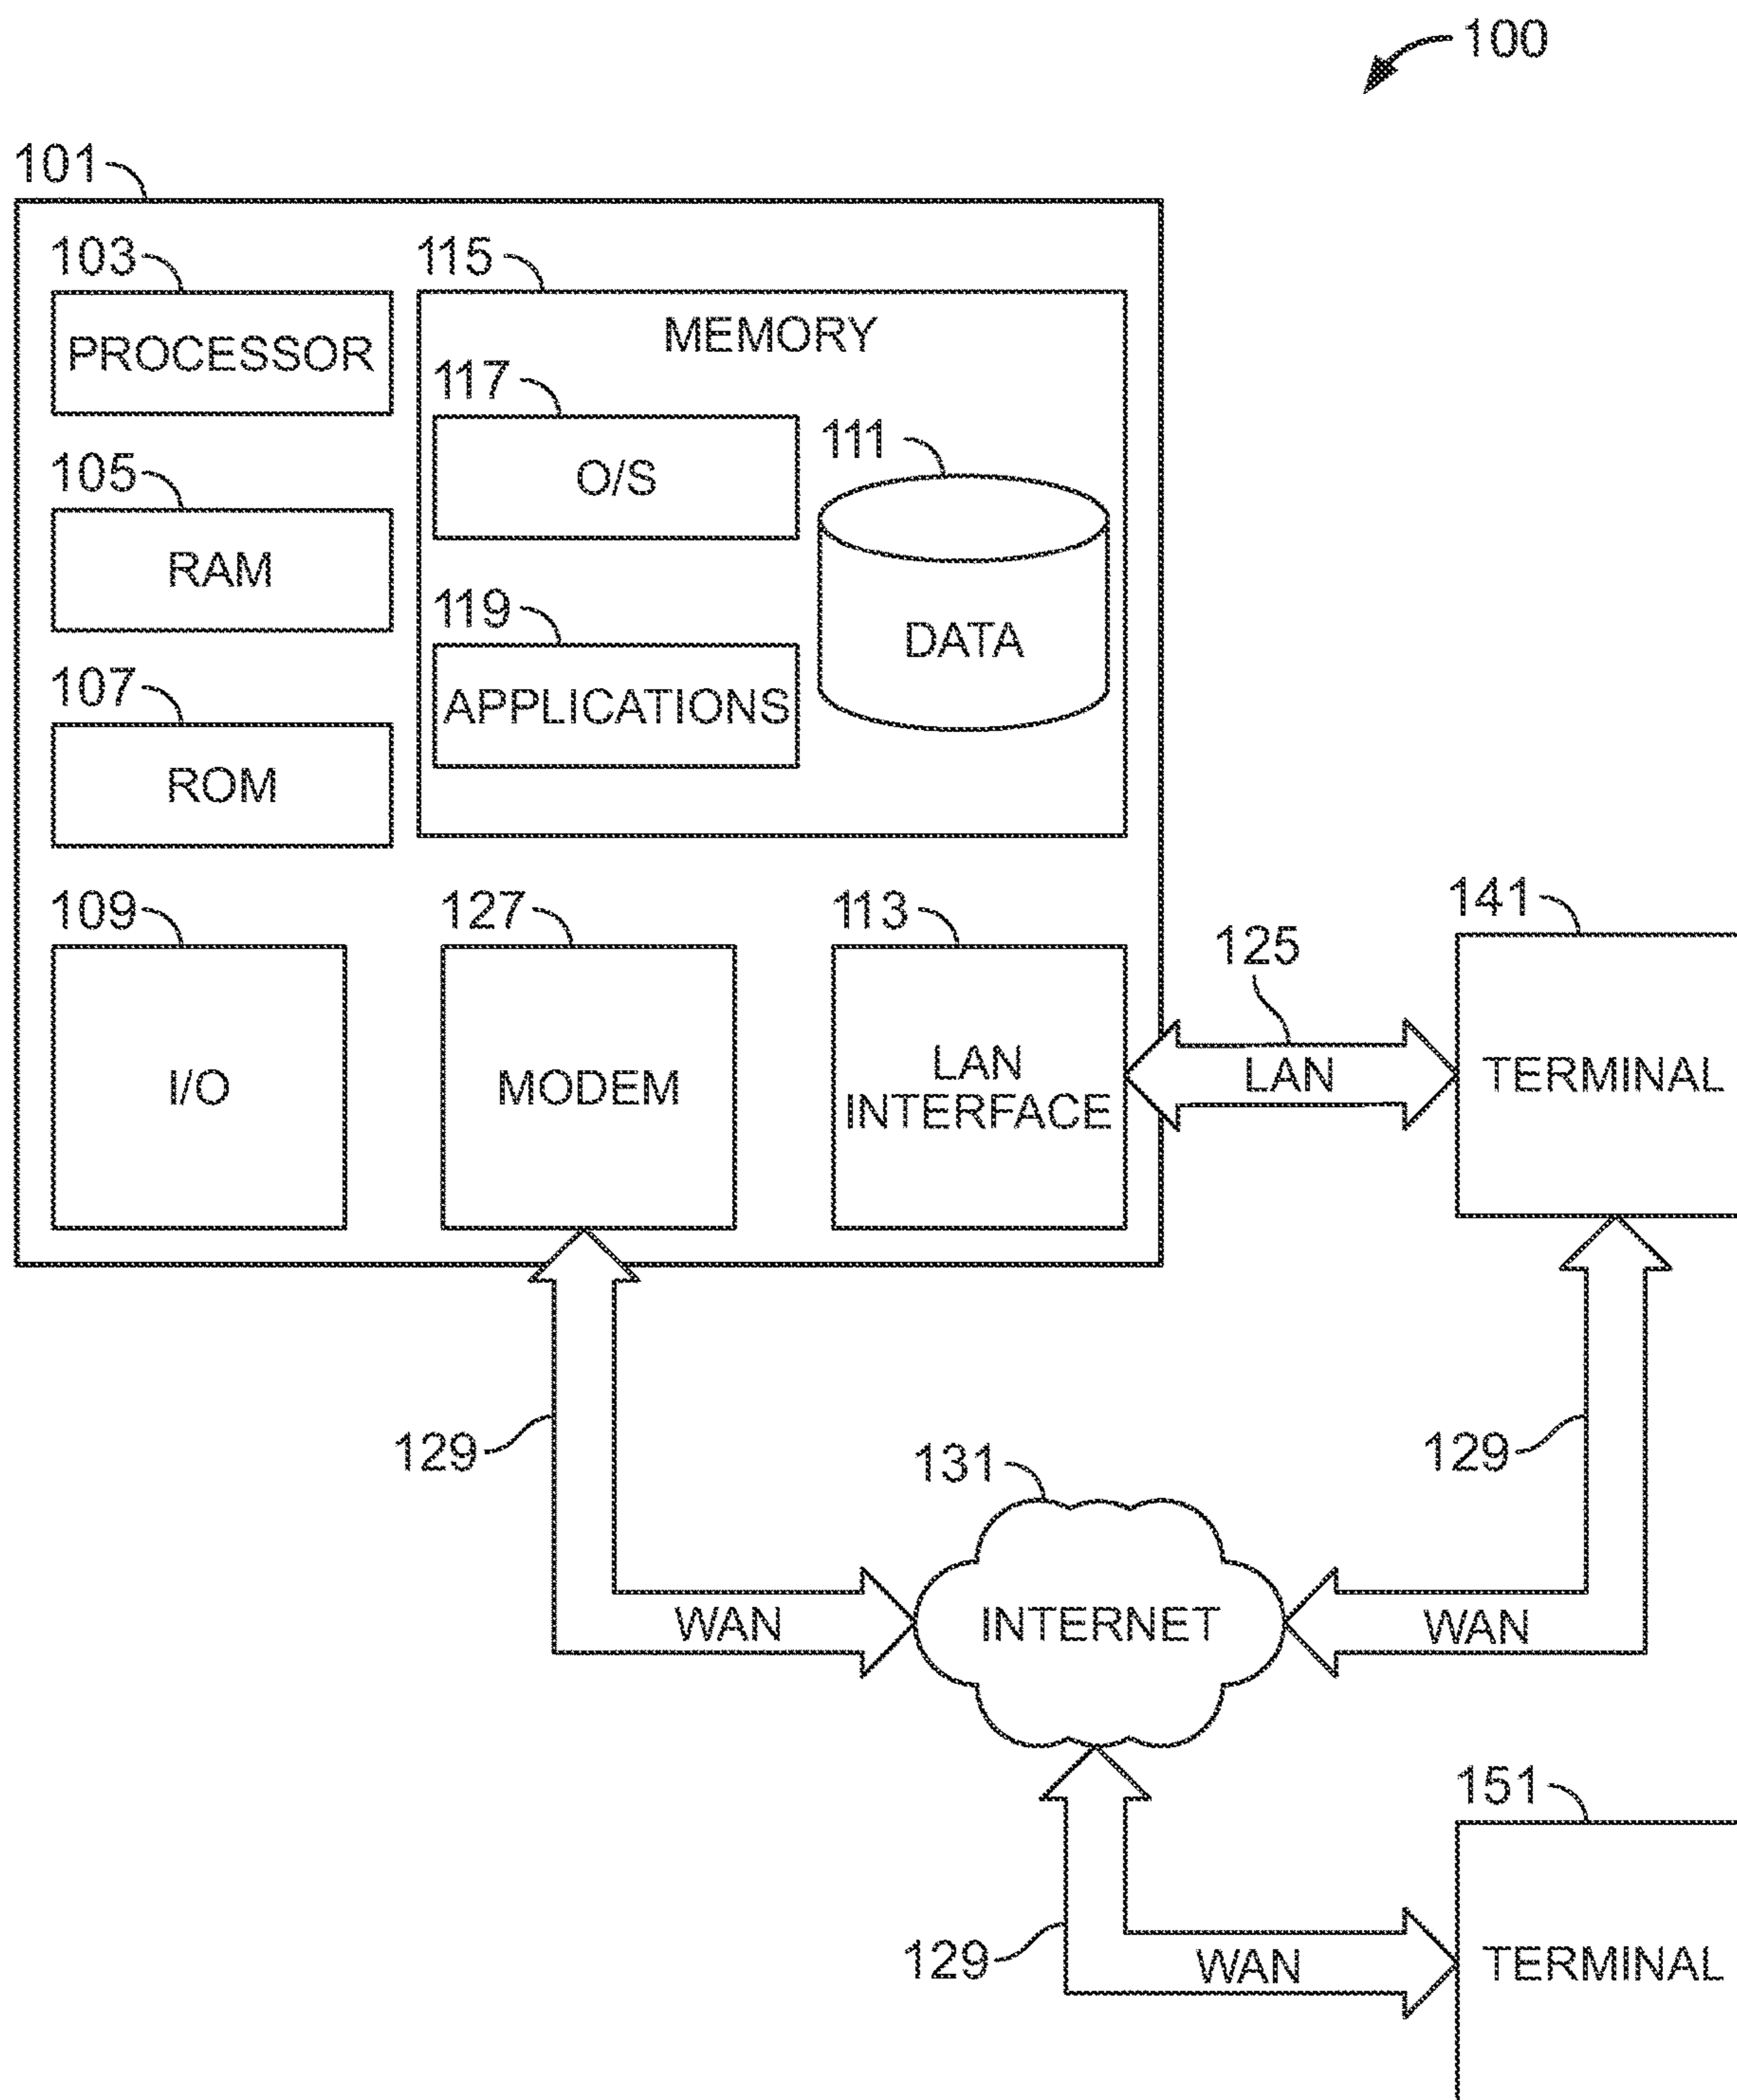 100
101
103
PROCESSOR
105
RAM
107
ROM
115
MEMORY
117
O/S
111
DATA
119
APPLICATIONS
109
I/O
127
MODEM
113
LAN
INTERFACE
125
LAN
141
TERMINAL
129
WAN
131
INTERNET
129
WAN
129
WAN
151
TERMINAL